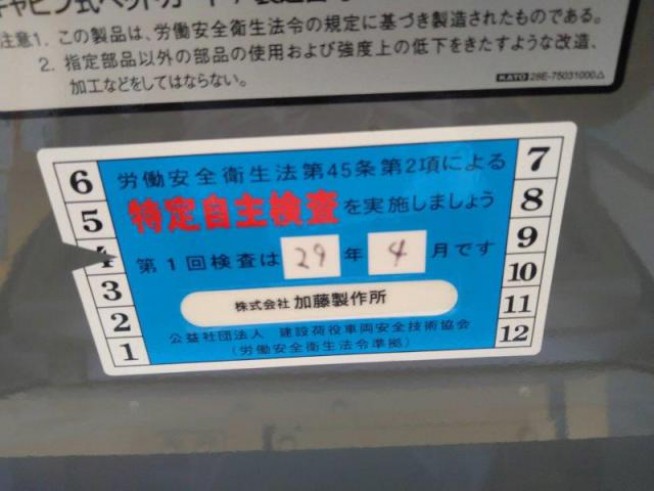 キャビン式ヘッドガード
注意1. この製品は、労働安全衛生法令の規定に基づき製造されたものである。
2. 指定部品以外の部品の使用および強度上の低下をきたすような改造、
加工などをしてはならない。
KATO 29E-75031000△
労働安全衛生法第45条第2項による
特定自主検査を実施しましょう
第1回検査は 29 年 4 月です
株式会社 加藤製作所
公益社団法人 建設荷役車両安全技術協会
(労働安全衛生法令準拠)
6
5
4
3
2
1
7
8
9
10
11
12